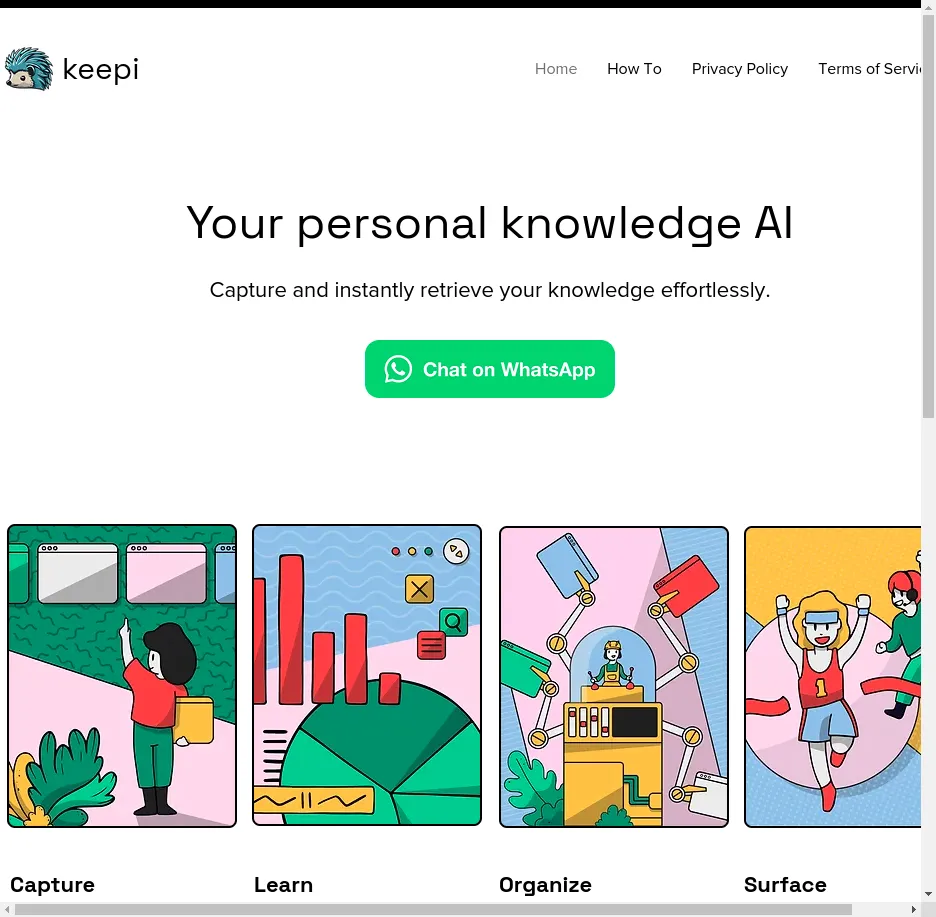 keepi
Home How To Privacy Policy Terms of
Your personal knowledge AI
Capture and instantly retrieve your knowledge effortlessly.
Chat on WhatsApp
1
Capture Learn Organize Surface